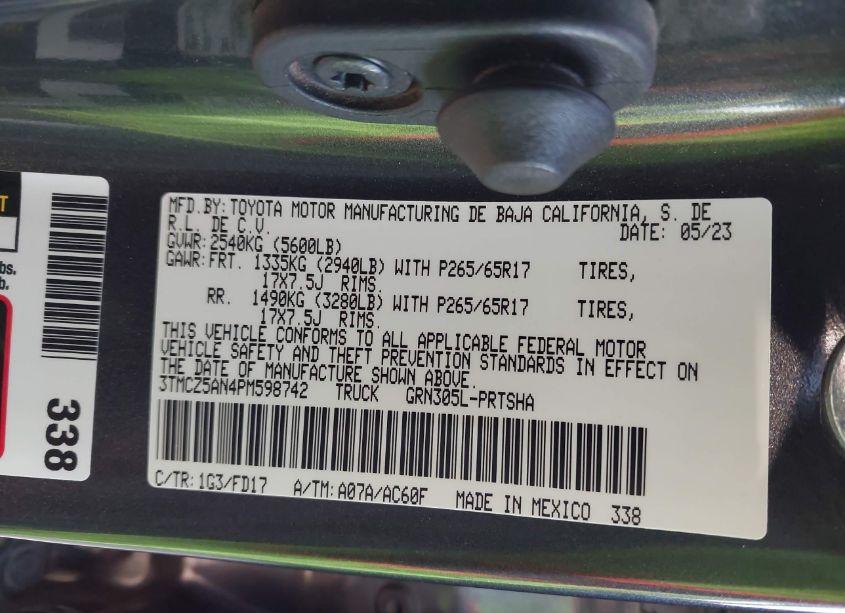 T
bs.
b.
338
MFD.BY:TOYOTA MOTOR MANUFACTURING DE BAJA CALIFORNIA, S. DE
R.L. DE C.V.
DATE: 05/23
GVWR:2540KG (5600LB)
GAWR:FRT. 1335KG (2940LB) WITH P265/65R17 TIRES,
17X7.5J RIMS.
RR. 1490KG (3280LB) WITH P265/65R17 TIRES,
17X7.5J RIMS.
THIS VEHICLE CONFORMS TO ALL APPLICABLE FEDERAL MOTOR
VEHICLE SAFETY AND THEFT PREVENTION STANDARDS IN EFFECT ON
THE DATE OF MANUFACTURE SHOWN ABOVE.
3TMCZ5AN4PM598742 TRUCK GRN305L-PRTSHA
C/TR:1G3/FD17 A/TM:A07A/AC60F MADE IN MEXICO 338